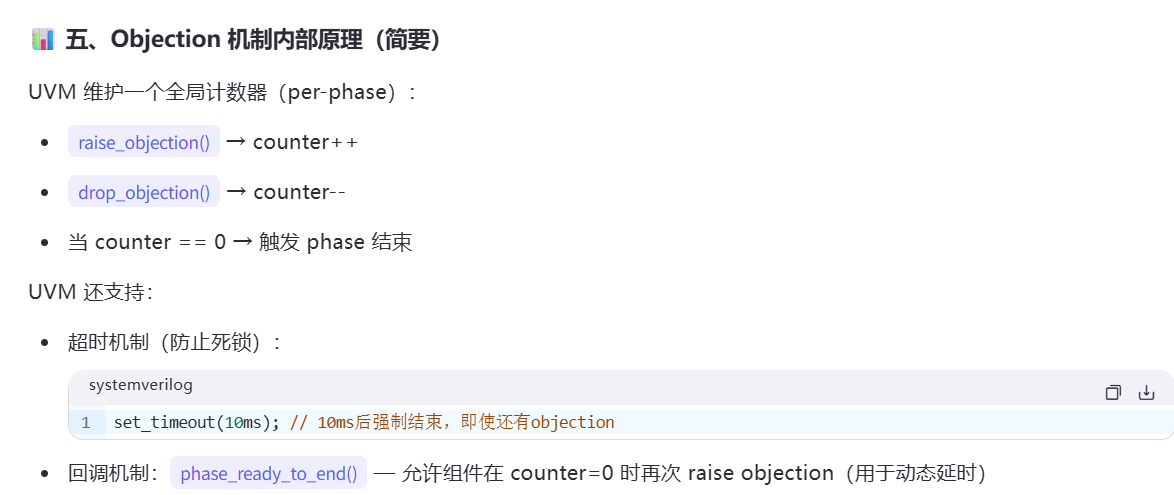 📊 五、Objection 机制内部原理（简要）
UVM 维护一个全局计数器（per-phase）：
• raise_objection() → counter++
• drop_objection() → counter--
• 当 counter == 0 → 触发 phase 结束
UVM 还支持：
• 超时机制（防止死锁）：
systemverilog
1 set_timeout(10ms); // 10ms后强制结束，即使还有objection
• 回调机制：phase_ready_to_end() — 允许组件在 counter=0 时再次 raise objection（用于动态延时）